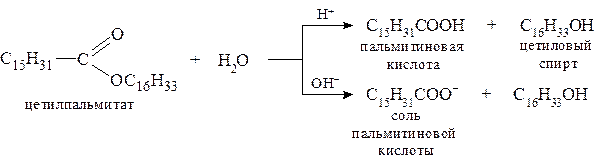 O
C₁₅H₃₁ — C
OC₁₆H₃₃
цетилпальмитат
+ H₂O
H⁺
C₁₅H₃₁COOH + C₁₆H₃₃OH
пальмитиновая цетиловый
кислота спирт
OH⁻
C₁₅H₃₁COO⁻ + C₁₆H₃₃OH
соль
пальмитиновой
кислоты